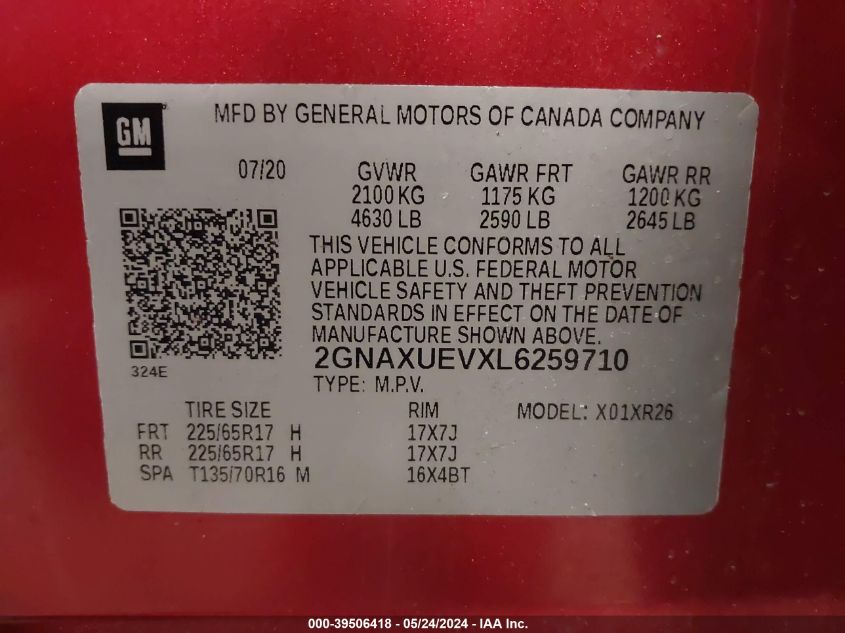 GM
MFD BY GENERAL MOTORS OF CANADA COMPANY
07/20 GVWR GAWR FRT GAWR RR
2100 KG 1175 KG 1200 KG
4630 LB 2590 LB 2645 LB
THIS VEHICLE CONFORMS TO ALL
APPLICABLE U.S. FEDERAL MOTOR
VEHICLE SAFETY AND THEFT PREVENTION
STANDARDS IN EFFECT ON THE DATE OF
MANUFACTURE SHOWN ABOVE.
324E
2GNAXUEVXL6259710
TYPE: M.P.V.
TIRE SIZE RIM MODEL: X01XR26
FRT 225/65R17 H 17X7J
RR 225/65R17 H 17X7J
SPA T135/70R16 M 16X4BT
000-39506418 - 05/24/2024 - IAA Inc.